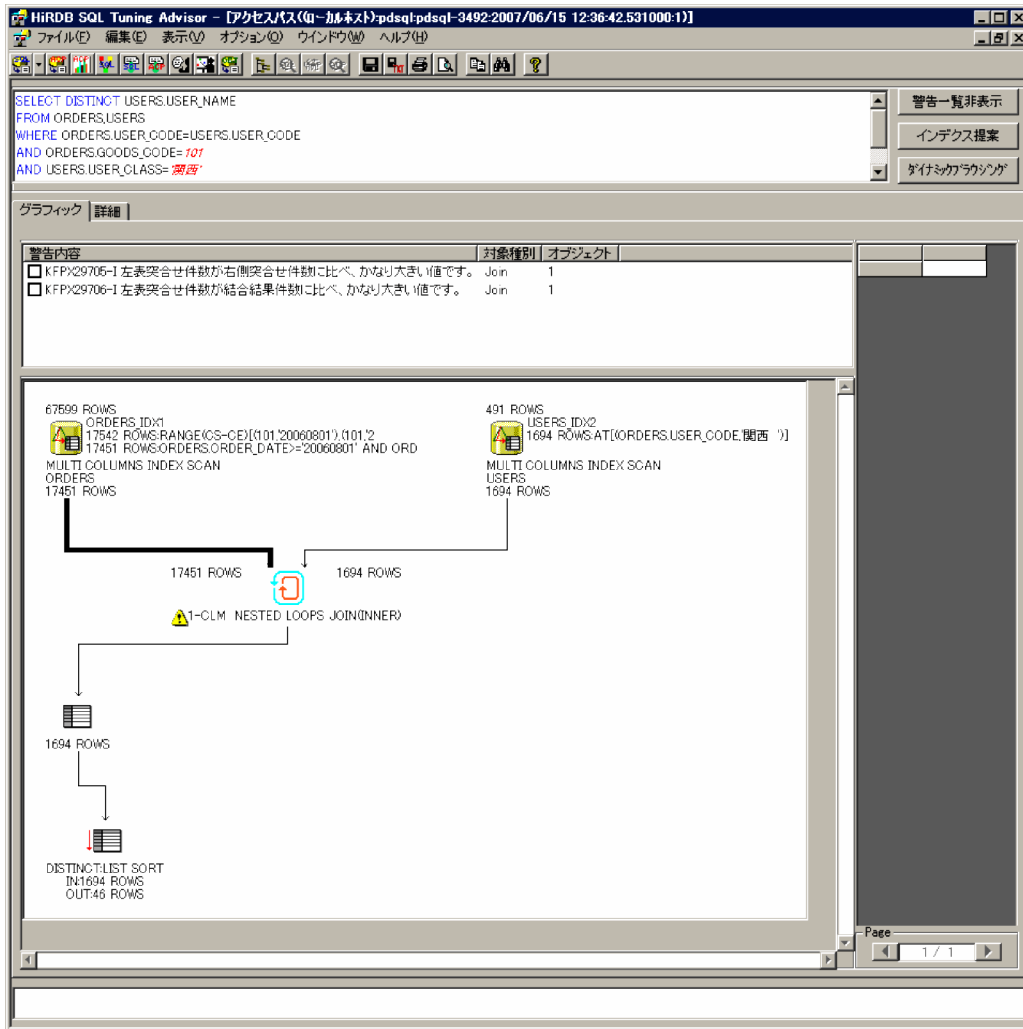 HiRDB SQL Tuning Advisor - [アクセスパス((ローカルホスト):pdsql:pdsql-3492:2007/06/15 12:36:42.531000:1)]
ファイル(F) 編集(E) 表示(V) オプション(O) ウインドウ(W) ヘルプ(H)
SELECT DISTINCT USERS.USER_NAME
FROM ORDERS,USERS
WHERE ORDERS.USER_CODE=USERS.USER_CODE
AND ORDERS.GOODS_CODE=101
AND USERS.USER_CLASS='関西'
警告一覧非表示
インデクス提案
ダイナミックブラウジング
グラフィック 詳細
警告内容 対象種別 オブジェクト
KFPX29705-I 左表突合せ件数が右側突合せ件数に比べ、かなり大きい値です。 Join 1
KFPX29706-I 左表突合せ件数が結合結果件数に比べ、かなり大きい値です。 Join 1
67599 ROWS
ORDERS_IDX1
17542 ROWS:RANGE(CS-CE)[(101,'20060801'),(101,'2
17451 ROWS:ORDERS.ORDER_DATE>='20060801' AND ORD
MULTI COLUMNS INDEX SCAN
ORDERS
17451 ROWS
491 ROWS
USERS_IDX2
1694 ROWS:AT[(ORDERS.USER_CODE,'関西 ')]
MULTI COLUMNS INDEX SCAN
USERS
1694 ROWS
17451 ROWS 1694 ROWS
1-CLM NESTED LOOPS JOIN(INNER)
1694 ROWS
DISTINCT:LIST SORT
IN:1694 ROWS
OUT:46 ROWS
Page
1 / 1